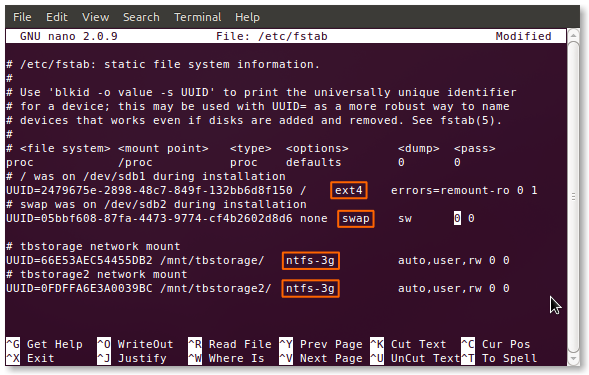 File Edit View Search Terminal Help
GNU nano 2.0.9 File: /etc/fstab Modified
# /etc/fstab: static file system information.
#
# Use 'blkid -o value -s UUID' to print the universally unique identifier
# for a device; this may be used with UUID= as a more robust way to name
# devices that works even if disks are added and removed. See fstab(5).
#
# <file system> <mount point> <type> <options> <dump> <pass>
proc /proc proc defaults 0 0
# / was on /dev/sdb1 during installation
UUID=2479675e-2898-48c7-849f-132bb6d8f150 / ext4 errors=remount-ro 0 1
# swap was on /dev/sdb2 during installation
UUID=05bbf608-87fa-4473-9774-cf4b2602d8d6 none swap sw 0 0
# tbstorage network mount
UUID=66E53AEC54455DB2 /mnt/tbstorage/ ntfs-3g auto,user,rw 0 0
# tbstorage2 network mount
UUID=0FDFFA6E3A0039BC /mnt/tbstorage2/ ntfs-3g auto,user,rw 0 0
^G Get Help ^O WriteOut ^R Read File ^Y Prev Page ^K Cut Text ^C Cur Pos
^X Exit ^J Justify ^W Where Is ^V Next Page ^U UnCut Text ^T To Spell